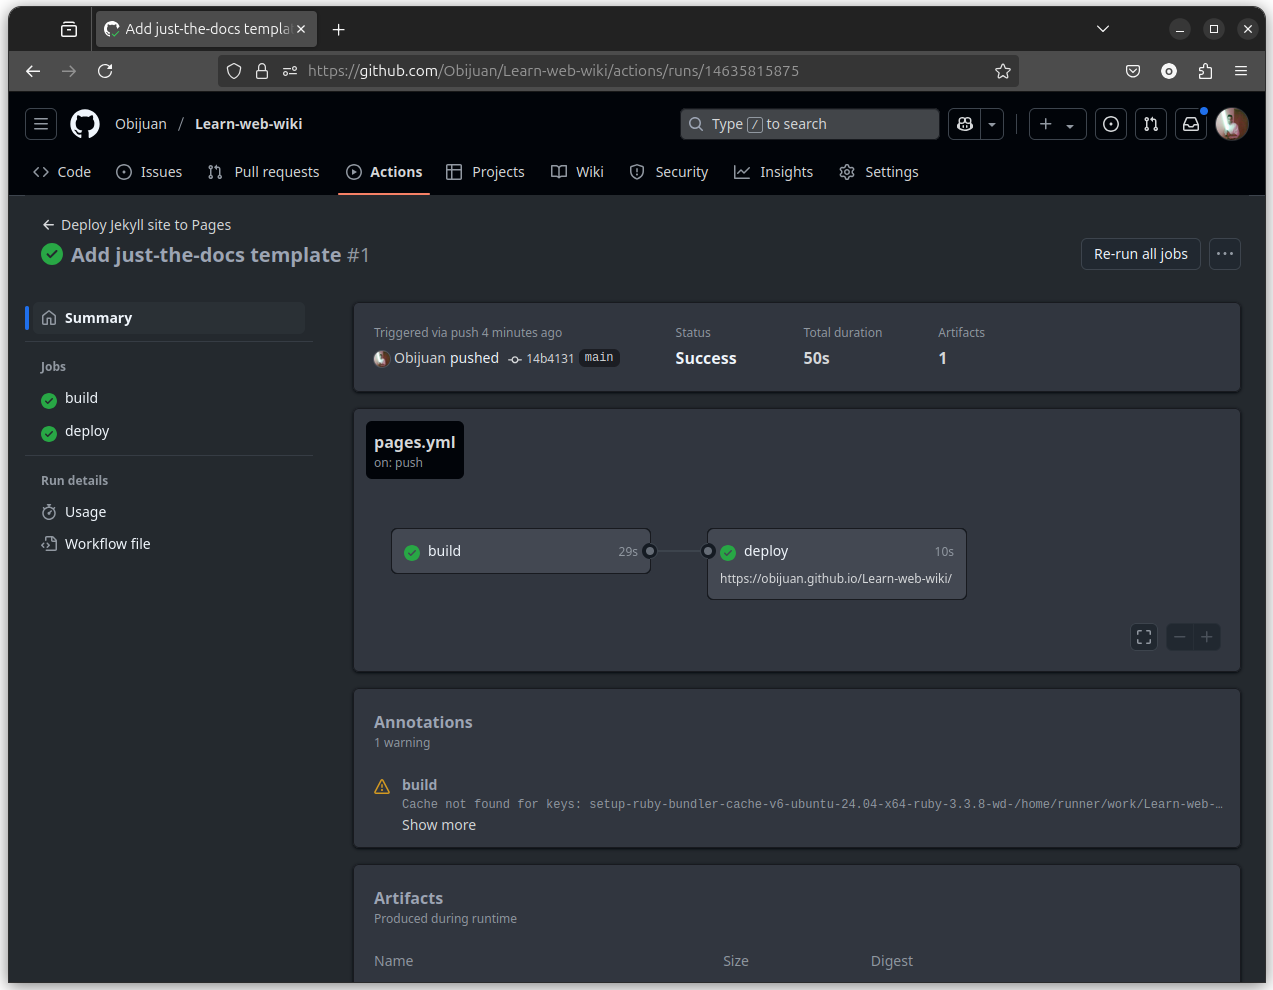 Add just-the-docs templa
https://github.com/Obijuan/Learn-web-wiki/actions/runs/14635815875
Obijuan / Learn-web-wiki
Type / to search
Code Issues Pull requests Actions Projects Wiki Security Insights Settings
Deploy Jekyll site to Pages
Add just-the-docs template #1
Re-run all jobs
Summary
Jobs
build
deploy
Run details
Usage
Workflow file
Triggered via push 4 minutes ago
Obijuan pushed 14b4131 main
Status
Success
Total duration
50s
Artifacts
1
pages.yml
on: push
build 29s
deploy 10s
https://obijuan.github.io/Learn-web-wiki/
Annotations
1 warning
build
Cache not found for keys: setup-ruby-bundler-cache-v6-ubuntu-24.04-x64-ruby-3.3.8-wd-/home/runner/work/Learn-web-…
Show more
Artifacts
Produced during runtime
Name Size Digest